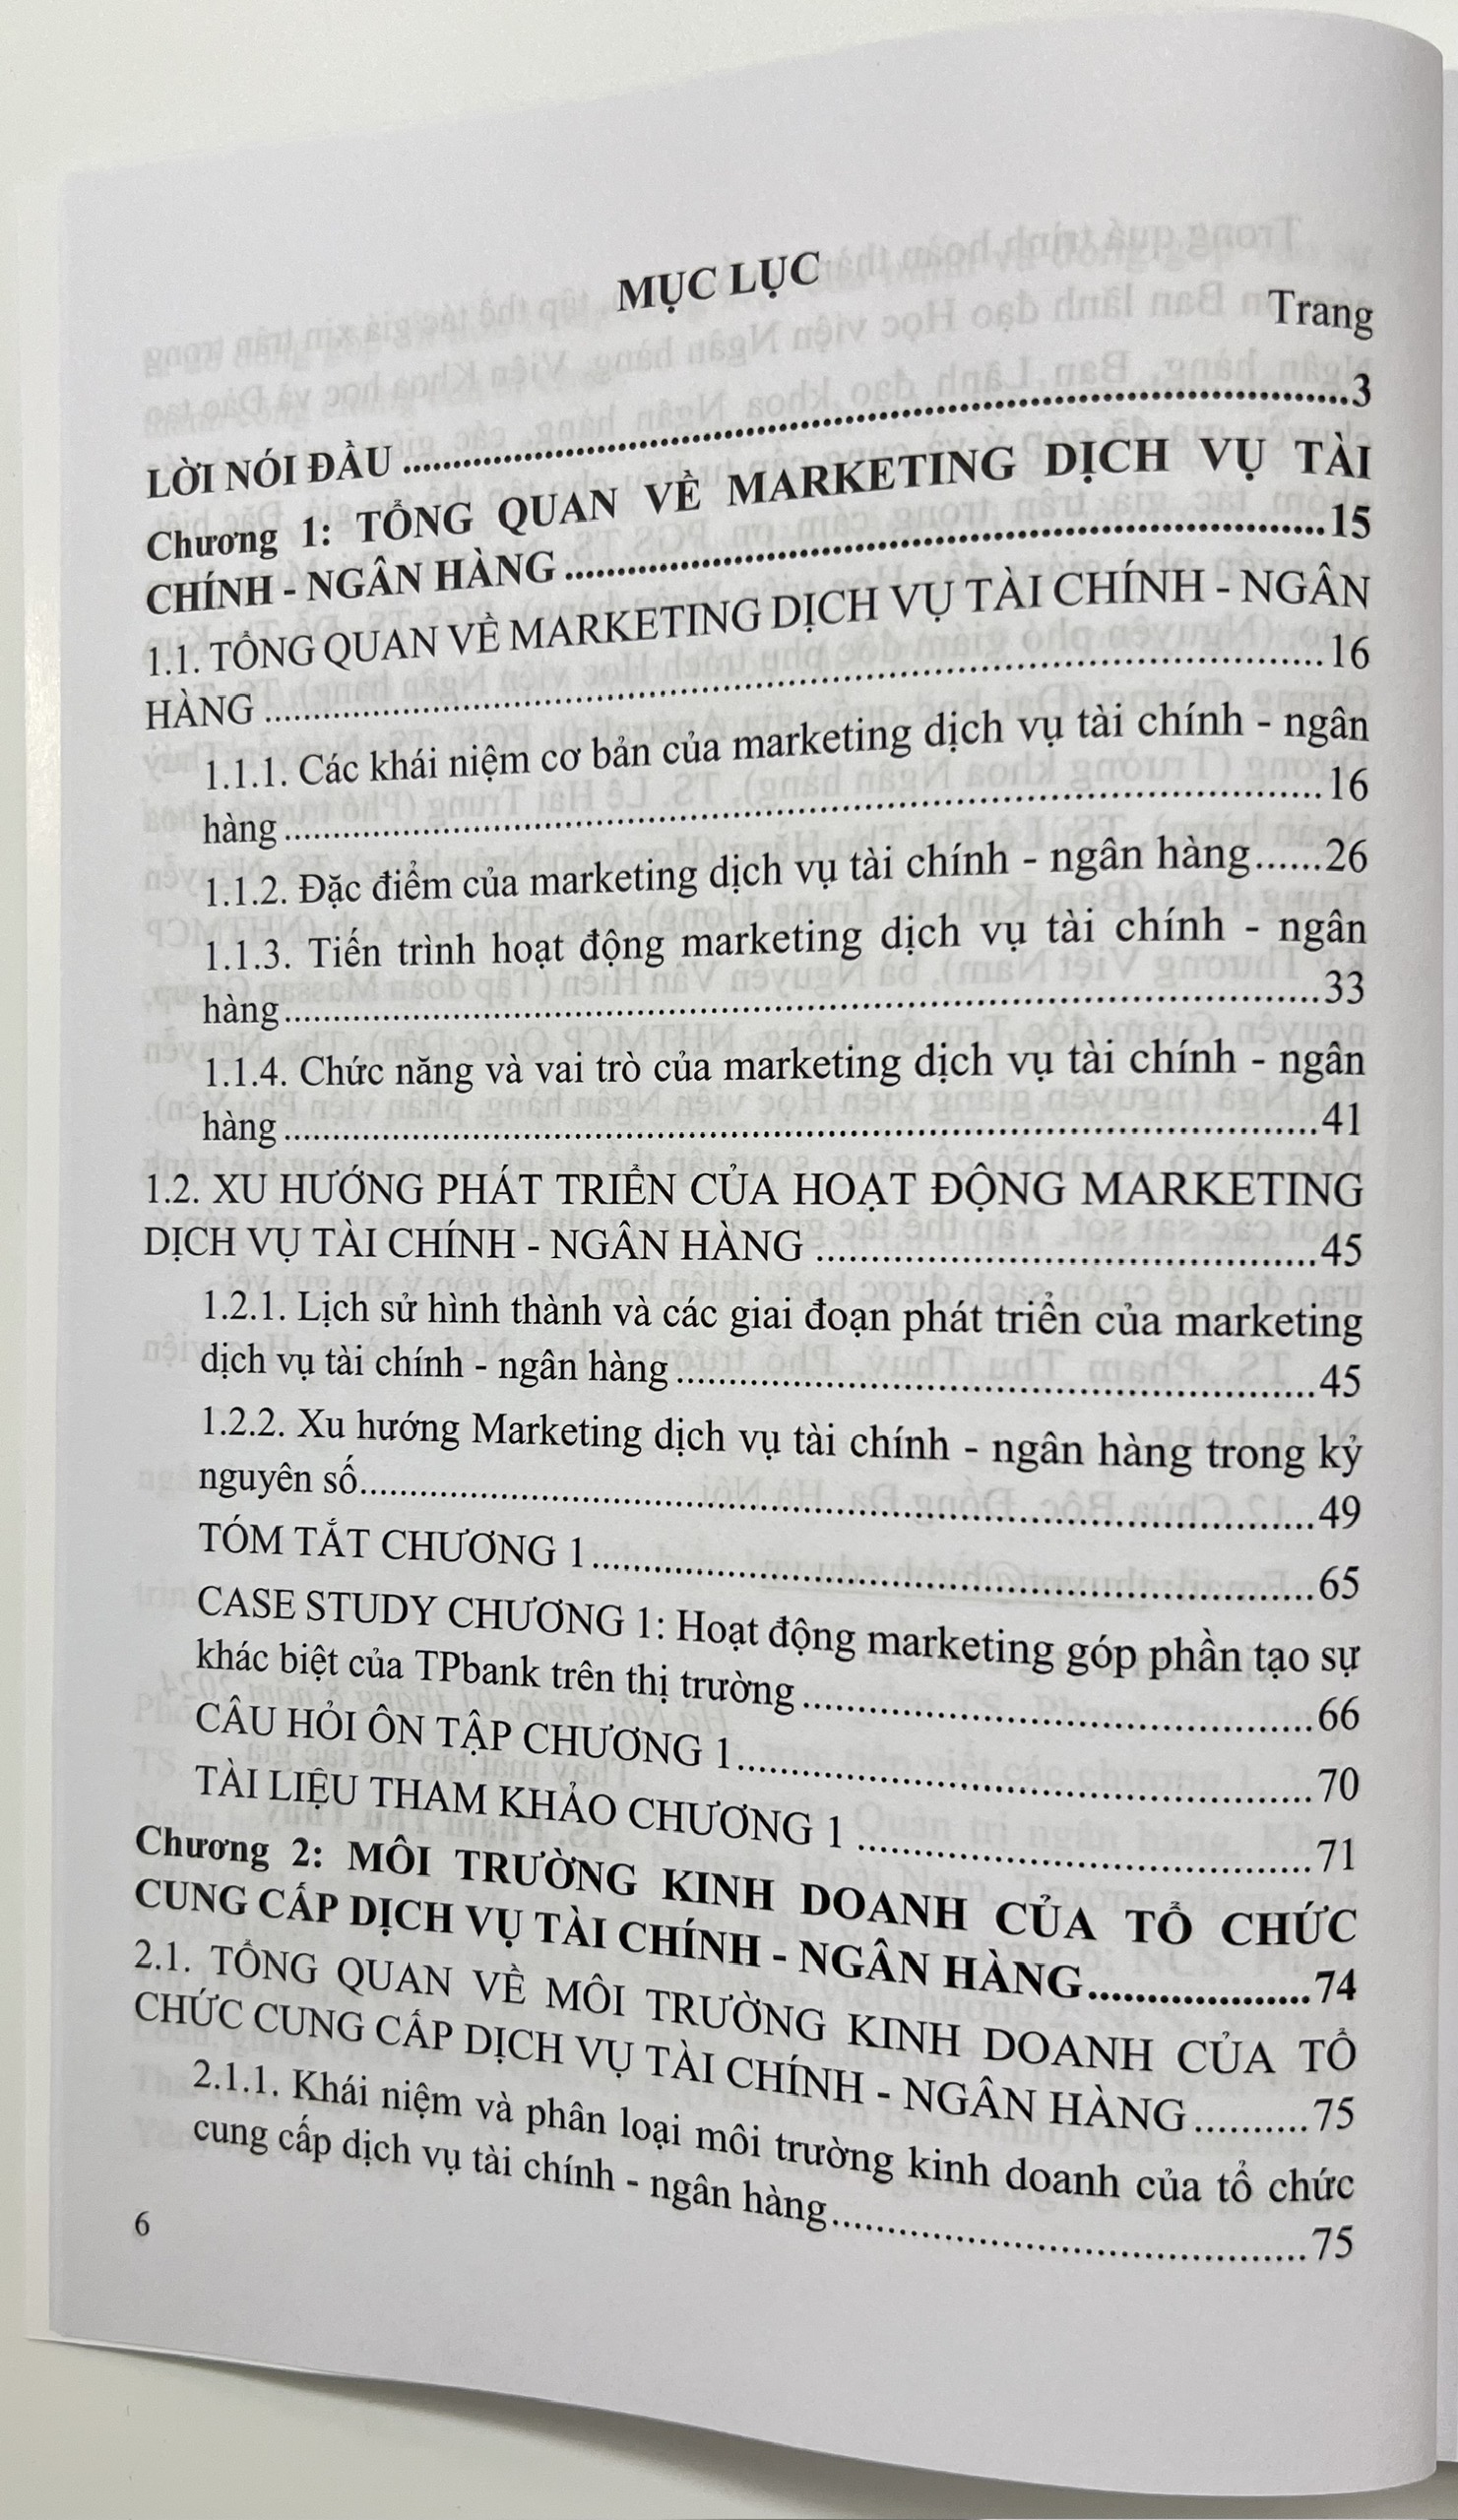 MỤC LỤC
Trang
LỜI NÓI ĐẦU ..........3
Chương 1: TỔNG QUAN VỀ MARKETING DỊCH VỤ TÀI
CHÍNH - NGÂN HÀNG ..........15
1.1. TỔNG QUAN VỀ MARKETING DỊCH VỤ TÀI CHÍNH - NGÂN
HÀNG ..........16
1.1.1. Các khái niệm cơ bản của marketing dịch vụ tài chính - ngân
hàng ..........16
1.1.2. Đặc điểm của marketing dịch vụ tài chính - ngân hàng......26
1.1.3. Tiến trình hoạt động marketing dịch vụ tài chính - ngân
hàng..........33
1.1.4. Chức năng và vai trò của marketing dịch vụ tài chính - ngân
hàng ..........41
1.2. XU HƯỚNG PHÁT TRIỂN CỦA HOẠT ĐỘNG MARKETING
DỊCH VỤ TÀI CHÍNH - NGÂN HÀNG ..........45
1.2.1. Lịch sử hình thành và các giai đoạn phát triển của marketing
dịch vụ tài chính - ngân hàng ..........45
1.2.2. Xu hướng Marketing dịch vụ tài chính - ngân hàng trong kỷ
nguyên số..........49
TÓM TẮT CHƯƠNG 1..........65
CASE STUDY CHƯƠNG 1: Hoạt động marketing góp phần tạo sự
khác biệt của TPbank trên thị trường ..........66
CÂU HỎI ÔN TẬP CHƯƠNG 1..........70
TÀI LIỆU THAM KHẢO CHƯƠNG 1 ..........71
Chương 2: MÔI TRƯỜNG KINH DOANH CỦA TỔ CHỨC
CUNG CẤP DỊCH VỤ TÀI CHÍNH - NGÂN HÀNG..........74
2.1. TỔNG QUAN VỀ MÔI TRƯỜNG KINH DOANH CỦA TỔ
CHỨC CUNG CẤP DỊCH VỤ TÀI CHÍNH - NGÂN HÀNG..........75
2.1.1. Khái niệm và phân loại môi trường kinh doanh của tổ chức
cung cấp dịch vụ tài chính - ngân hàng..........75
6